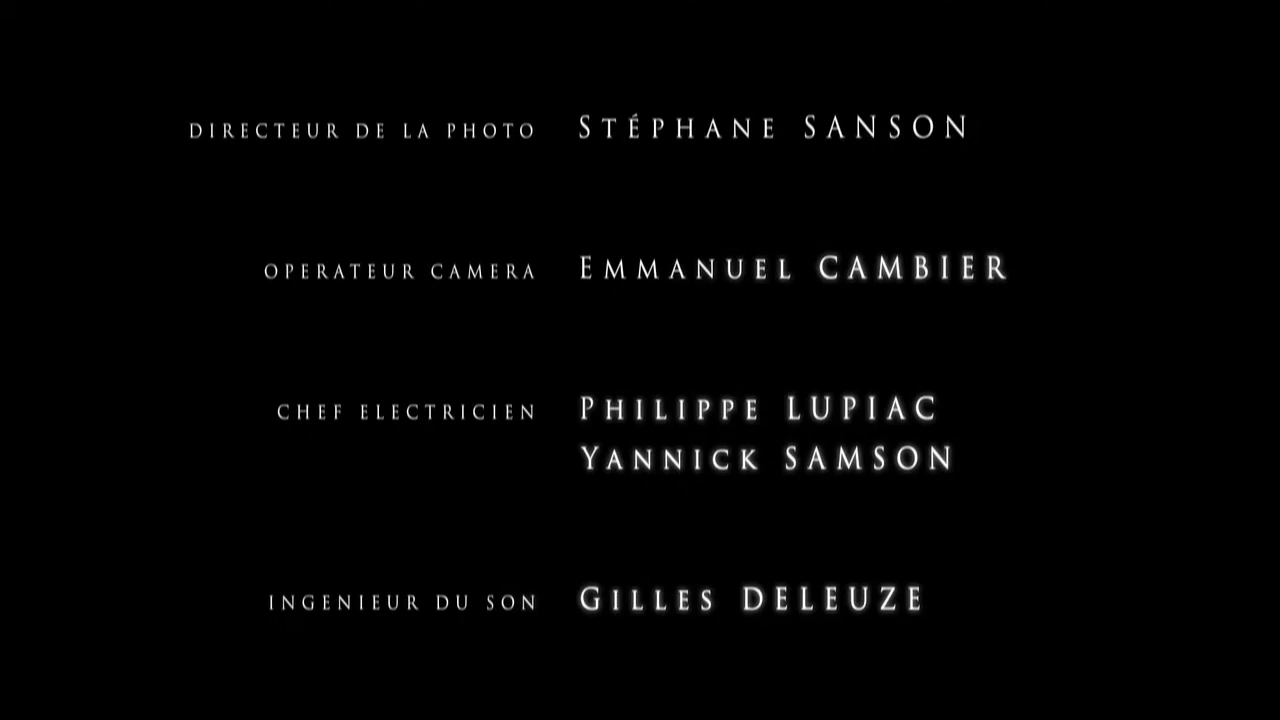 DIRECTEUR DE LA PHOTO STÉPHANE SANSON
OPERATEUR CAMERA EMMANUEL CAMBIER
CHEF ELECTRICIEN PHILIPPE LUPIAC
YANNICK SAMSON
INGENIEUR DU SON GILLES DELEUZE